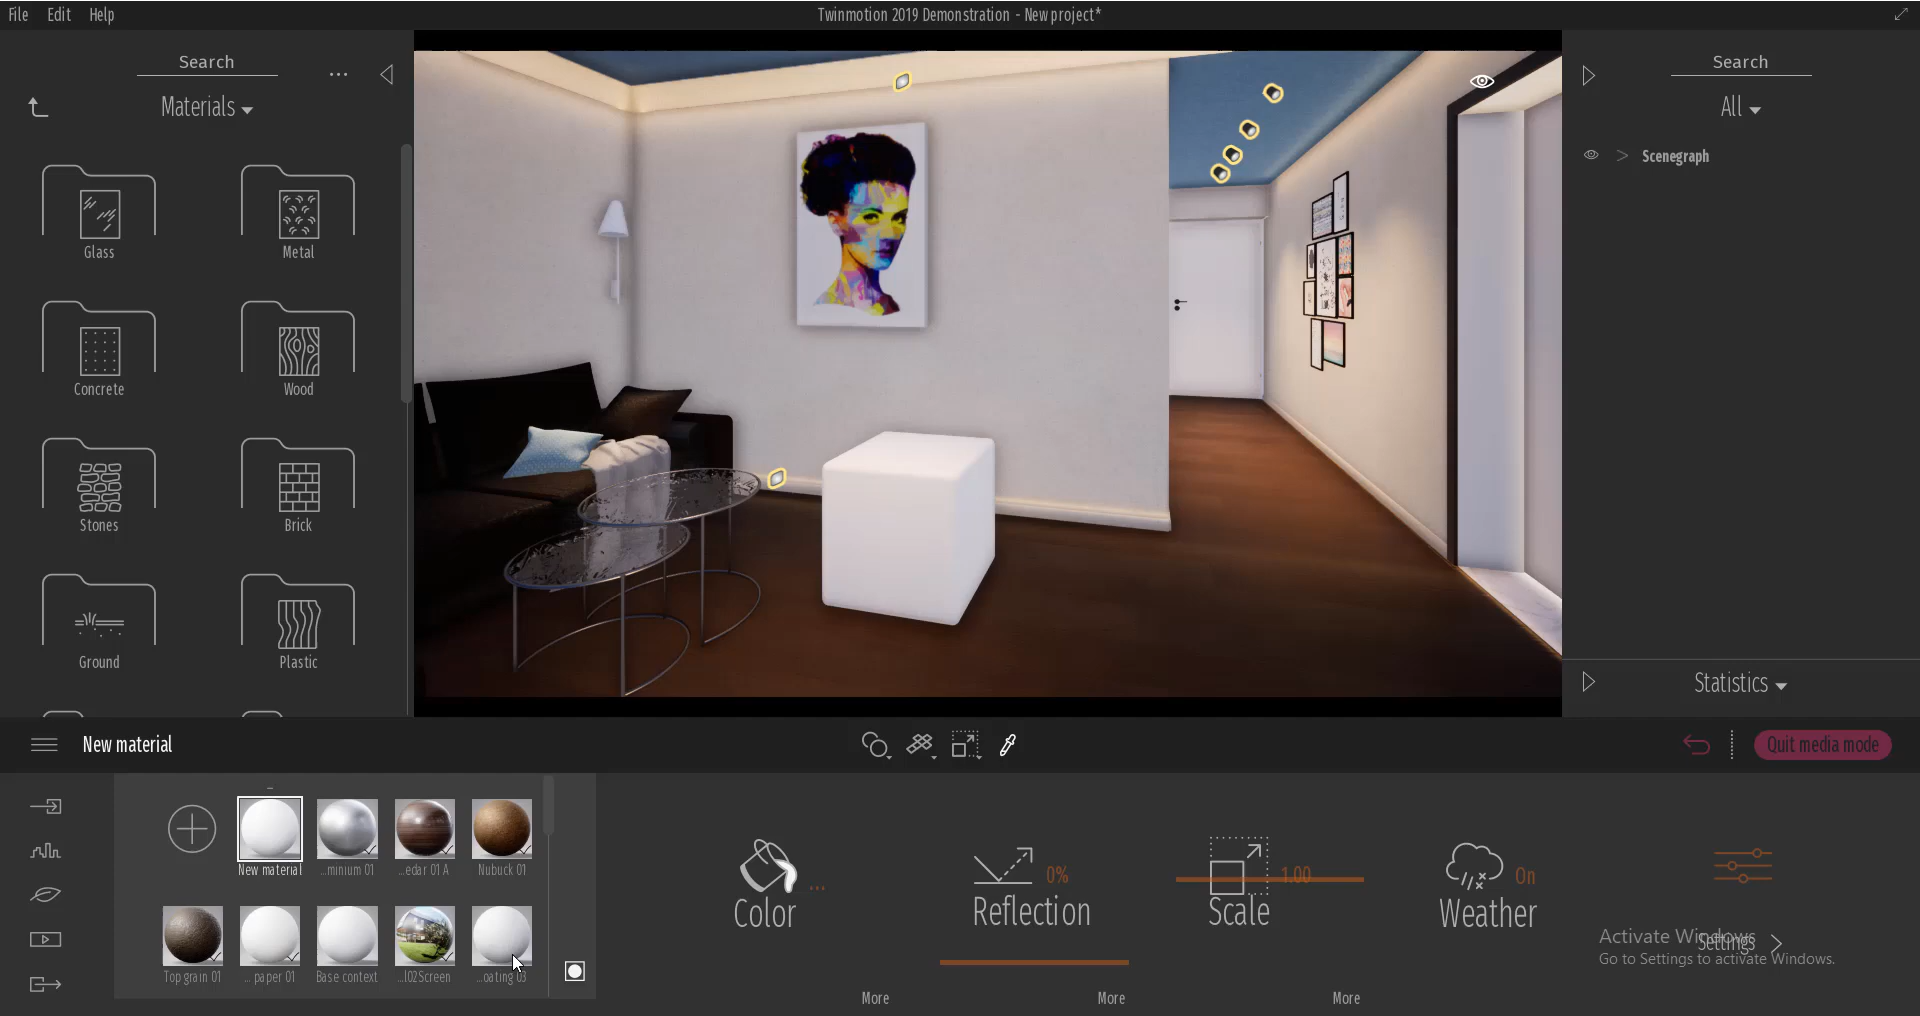 File Edit Help
Twinmotion 2019 Demonstration - New project*
Search
...
Materials
Glass
Metal
Concrete
Wood
Stones
Brick
Ground
Plastic
Search
All
Scenegraph
Statistics
New material
Quit media mode
New material
...minium 01
...edar 01 A
Nubuck 01
Top grain 01
... paper 01
Base context
...l02Screen
...oating 03
Color
...
Reflection
0%
Scale
1.00
Weather
On
Settings
More
More
More
Activate Windows
Go to Settings to activate Windows.